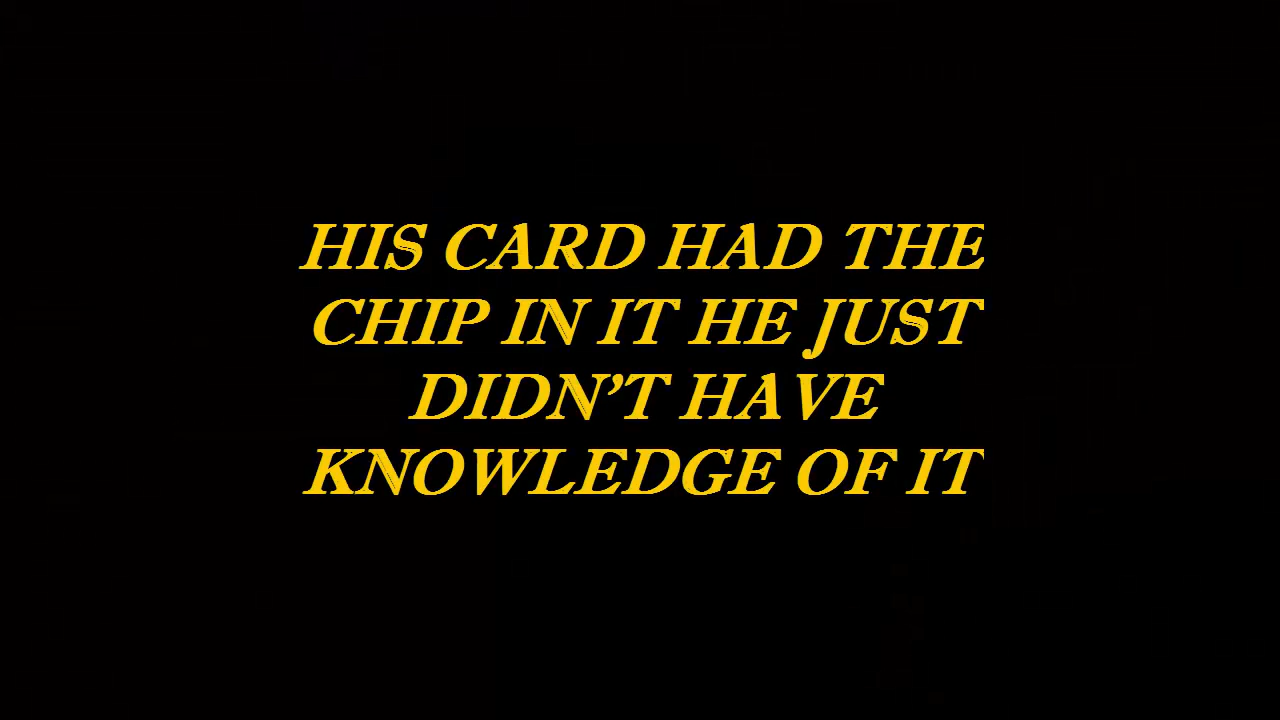 HIS CARD HAD THE
CHIP IN IT HE JUST
DIDN’T HAVE
KNOWLEDGE OF IT